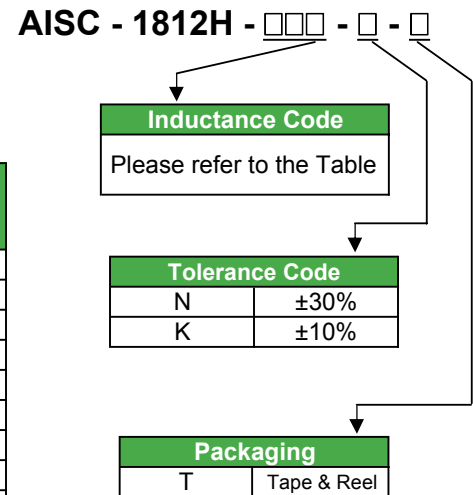 AISC - 1812H - □□□ - □ - □
Inductance Code
Please refer to the Table
Tolerance Code
N ±30%
K ±10%
Packaging
T Tape & Reel